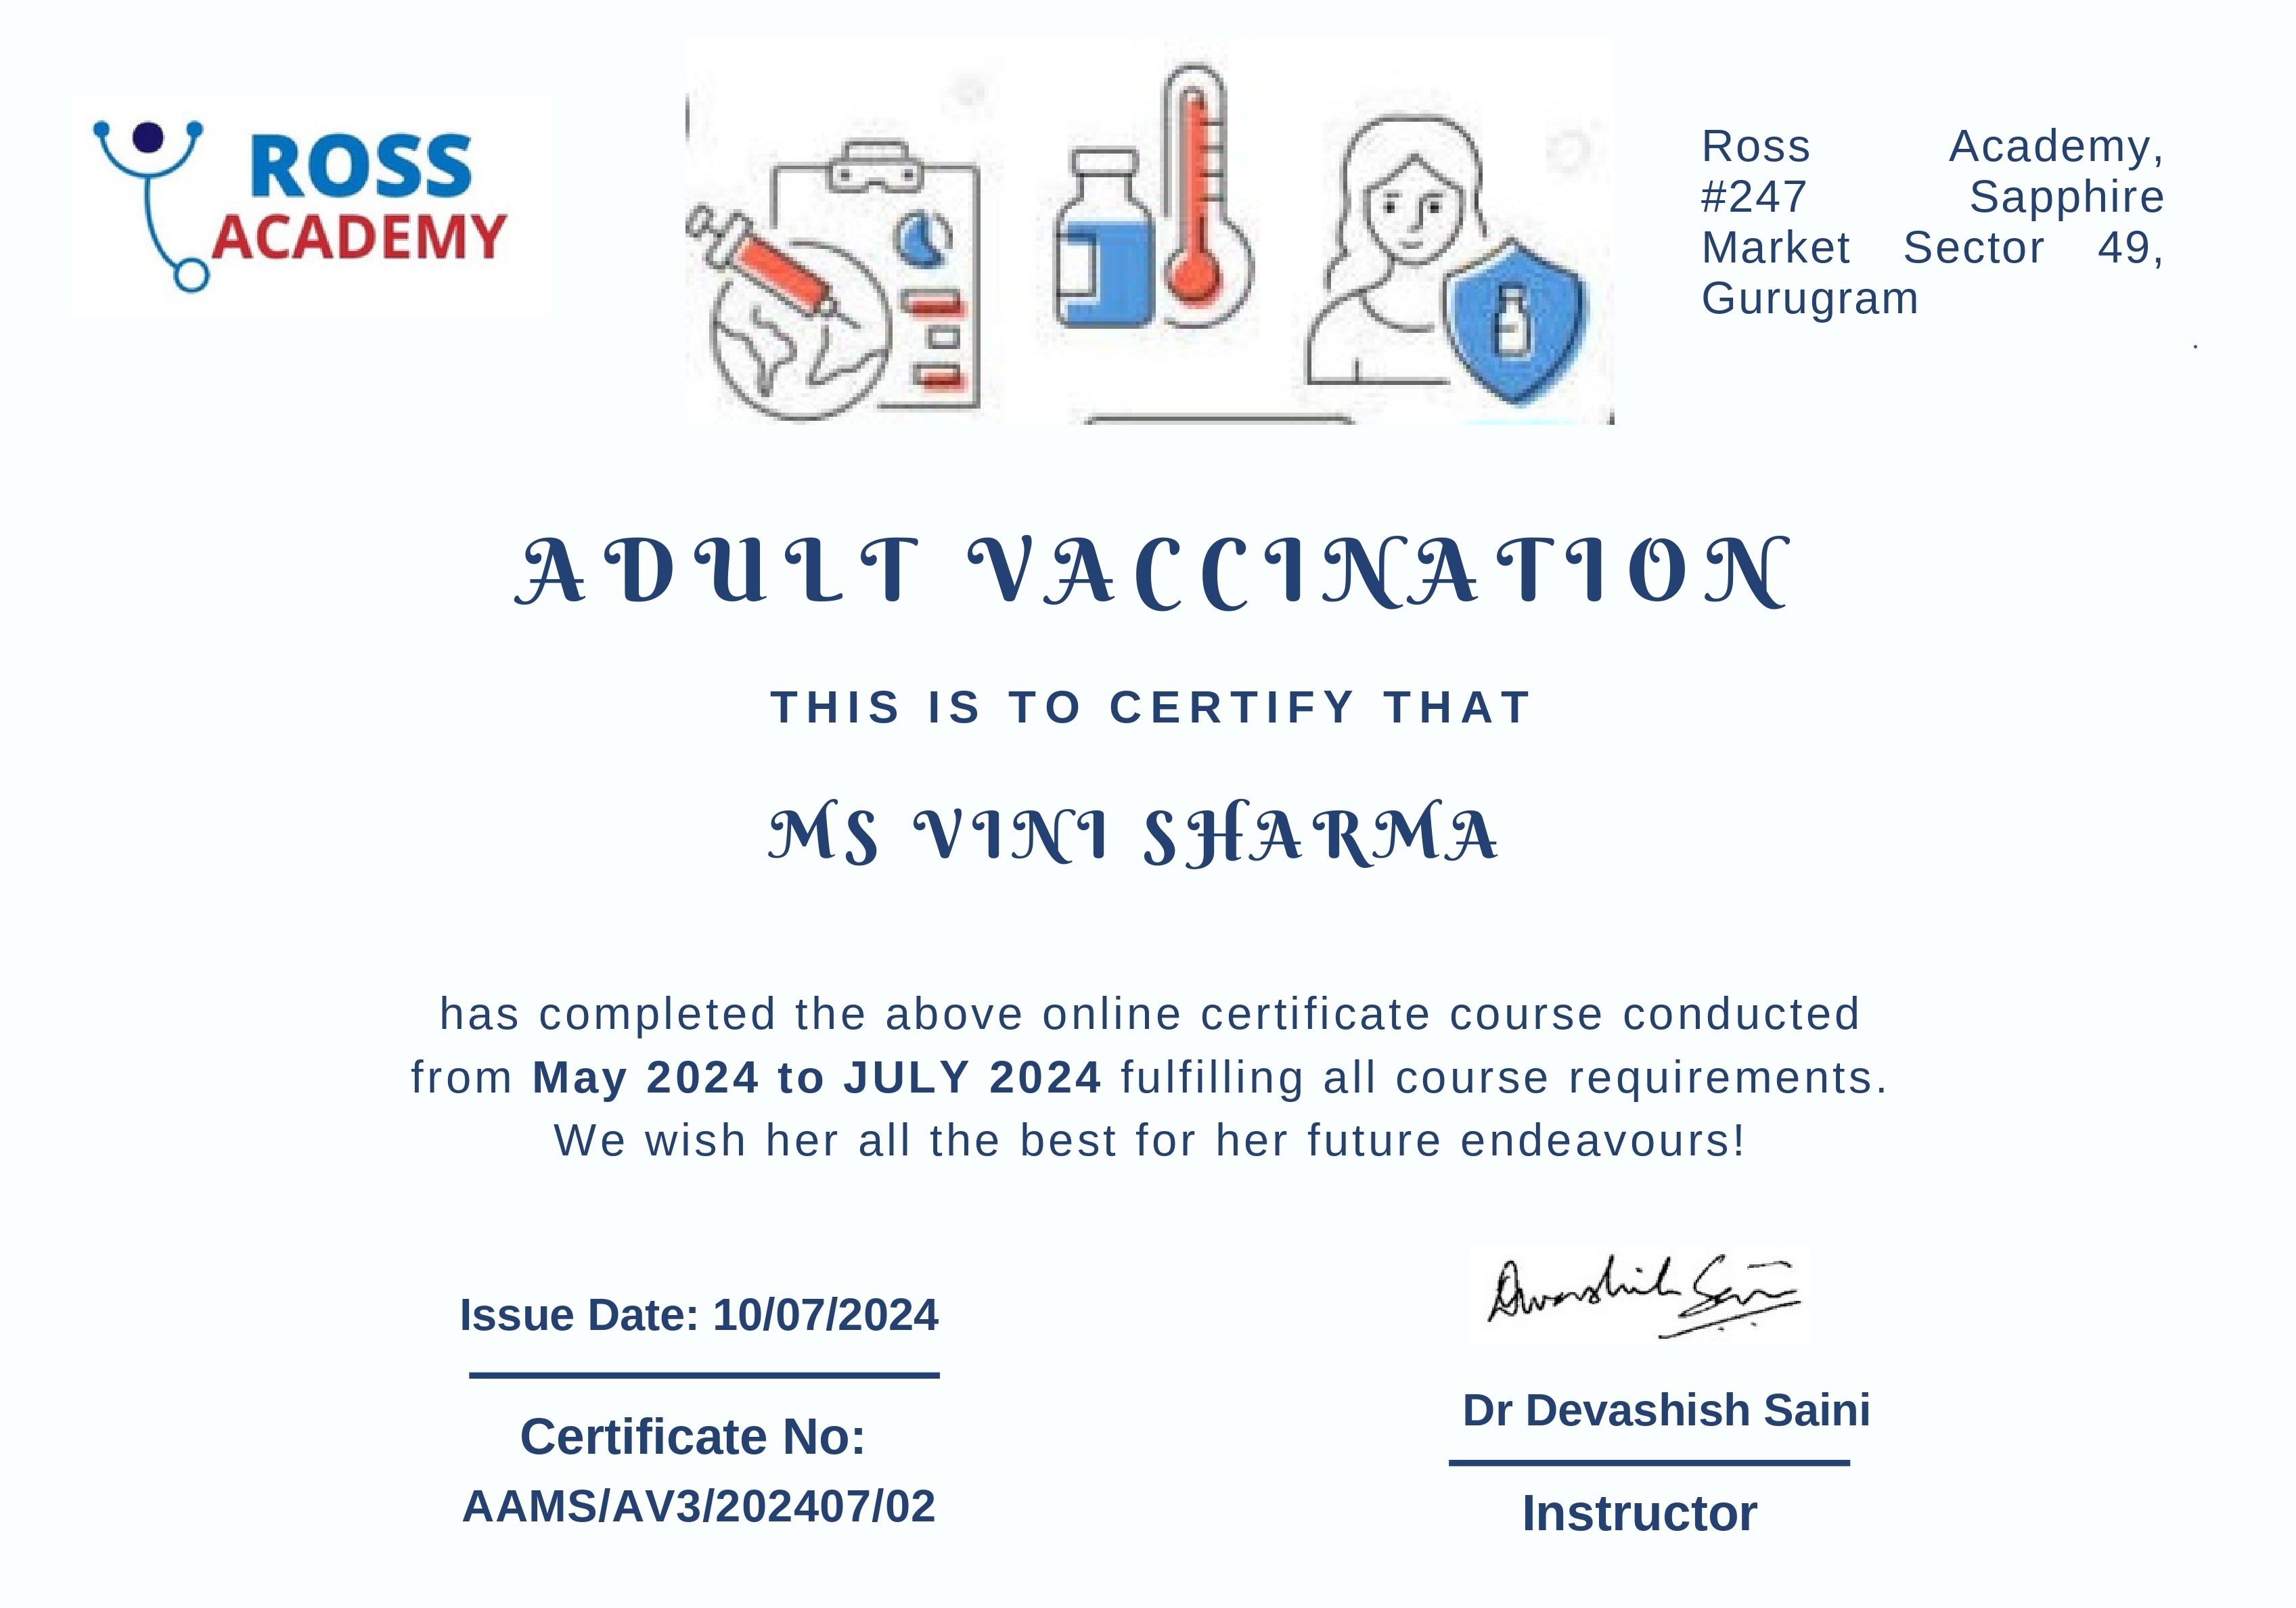 ROSS
ACADEMY
Ross Academy,
#247 Sapphire
Market Sector 49,
Gurugram
.
ADULT VACCINATION
THIS IS TO CERTIFY THAT
MS VINI SHARMA
has completed the above online certificate course conducted
from May 2024 to JULY 2024 fulfilling all course requirements.
We wish her all the best for her future endeavours!
Issue Date: 10/07/2024
Certificate No:
AAMS/AV3/202407/02
Devashish Saini
Dr Devashish Saini
Instructor